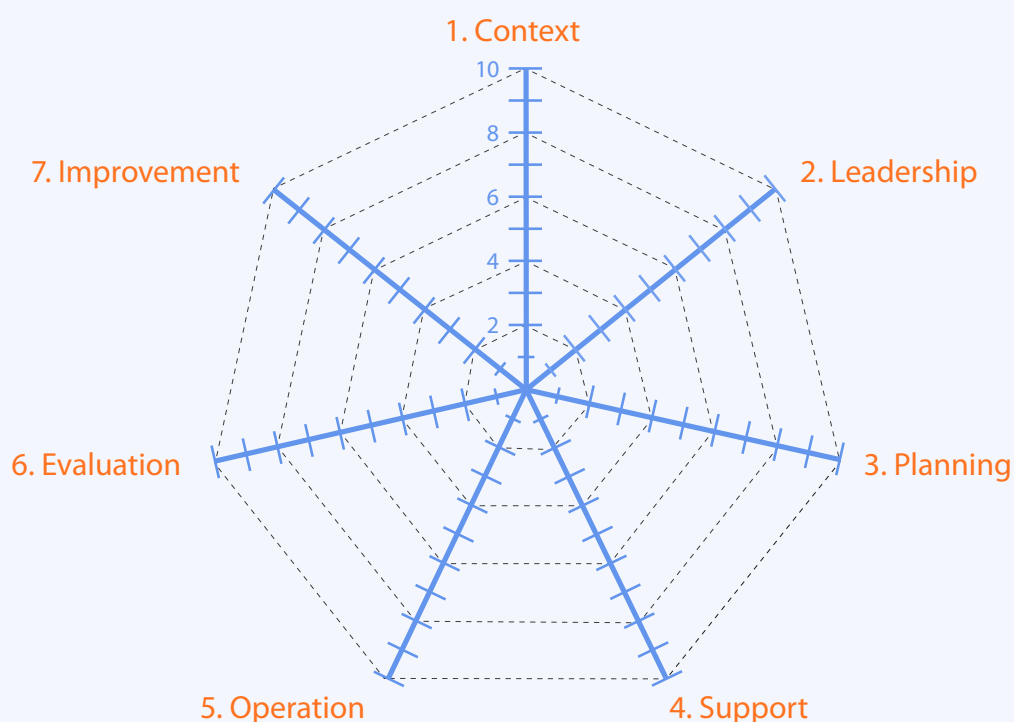 1. Context
10
8
6
4
2
2. Leadership
3. Planning
4. Support
5. Operation
6. Evaluation
7. Improvement